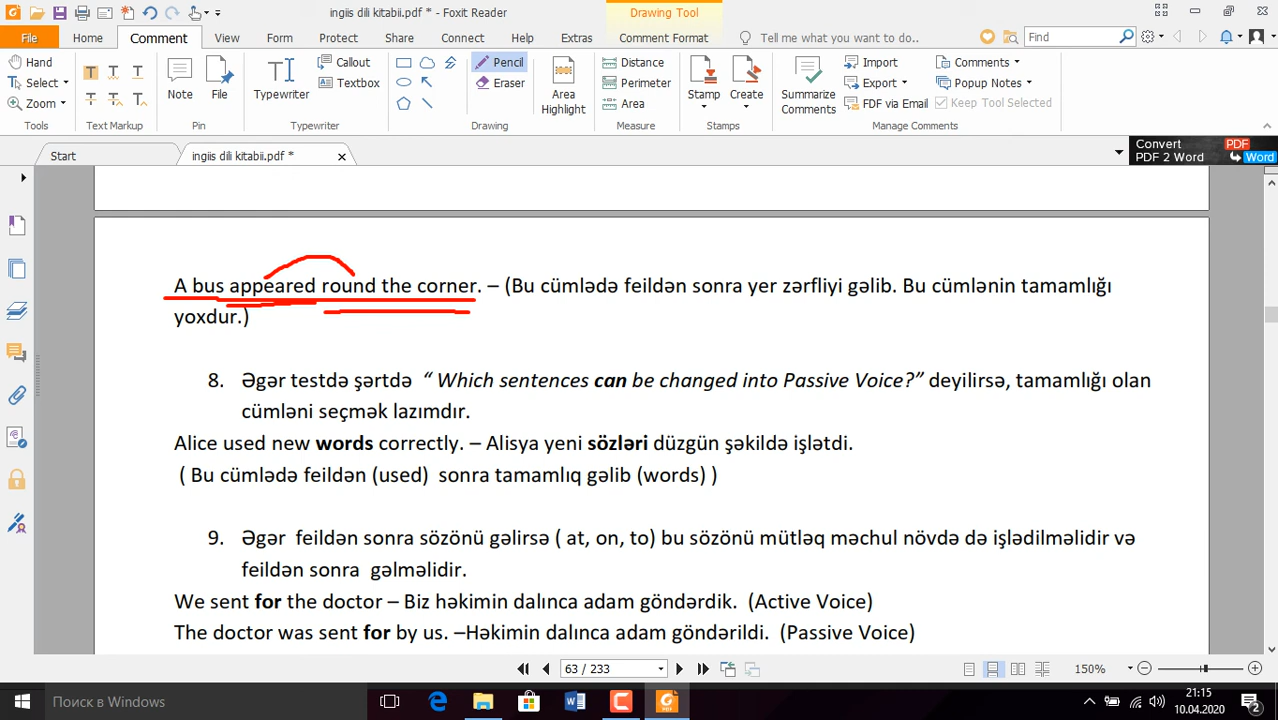 ingiis dili kitabii.pdf * - Foxit Reader
Drawing Tool
File Home Comment View Form Protect Share Connect Extras Comment Format Tell me what you want to do.. Find
Hand
Select
Zoom
Tools
Text Markup
Note
File
Pin
Typewriter
Callout
Textbox
Typewriter
Pencil
Eraser
Drawing
Area
Highlight
Distance
Perimeter
Area
Measure
Stamp
Create
Stamps
Summarize
Comments
Import
Export
FDF via Email
Comments
Popup Notes
Keep Tool Selected
Manage Comments
Start
ingiis dili kitabii.pdf *
Convert PDF
PDF 2 Word Word
A bus appeared round the corner. – (Bu cümlədə feildən sonra yer zərfliyi gəlib. Bu cümlənin tamamlığı
yoxdur.)
8. Əgər testdə şərtdə “ Which sentences can be changed into Passive Voice?” deyilirsə, tamamlığı olan
cümləni seçmək lazımdır.
Alice used new words correctly. – Alisya yeni sözləri düzgün şəkildə işlətdi.
( Bu cümlədə feildən (used) sonra tamamlıq gəlib (words) )
9. Əgər feildən sonra sözönü gəlirsə ( at, on, to) bu sözönü mütləq məchul növdə də işlədilməlidir və
feildən sonra gəlməlidir.
We sent for the doctor – Biz həkimin dalınca adam göndərdik. (Active Voice)
The doctor was sent for by us. –Həkimin dalınca adam göndərildi. (Passive Voice)
63 / 233
150%
Поиск в Windows
21:15
10.04.2020
2